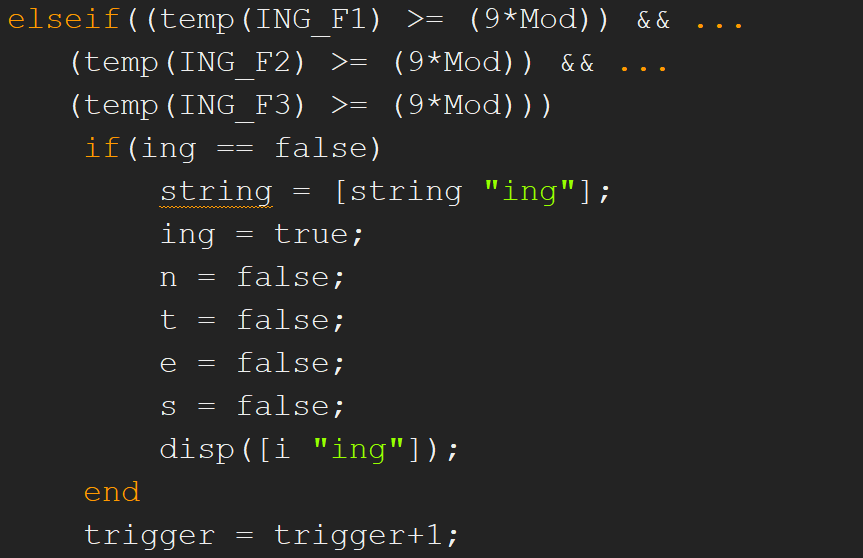 elseif((temp(ING_F1) >= (9*Mod)) && ...
(temp(ING_F2) >= (9*Mod)) && ...
(temp(ING_F3) >= (9*Mod)))
if(ing == false)
string = [string "ing"];
ing = true;
n = false;
t = false;
e = false;
s = false;
disp([i "ing"]);
end
trigger = trigger+1;